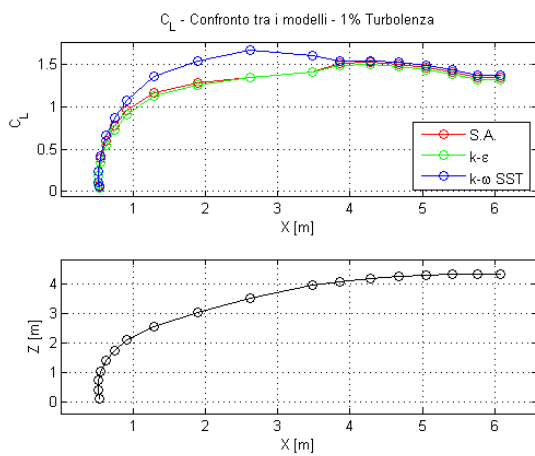 C_L - Confronto tra i modelli - 1% Turbolenza
C_L
1.5
1
0.5
0
S.A.
k-ε
k-ω SST
1
2
3
4
5
6
X [m]
Z [m]
4
3
2
1
0
1
2
3
4
5
6
X [m]